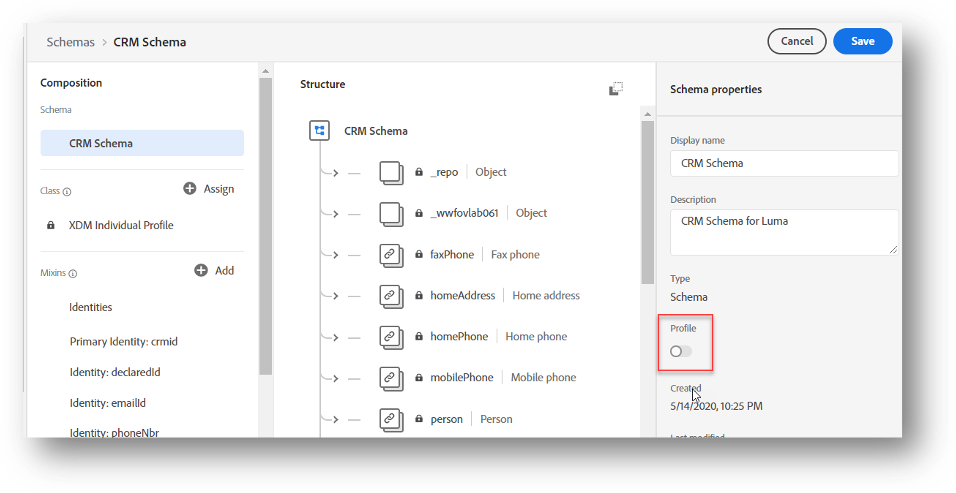 Schemas > CRM Schema
Cancel
Save
Composition
Schema
CRM Schema
Class
Assign
XDM Individual Profile
Mixins
Add
Identities
Primary Identity: crmid
Identity: declaredId
Identity: emailId
Identity: phoneNbr
Structure
CRM Schema
_repo | Object
_wwfovlab061 | Object
faxPhone | Fax phone
homeAddress | Home address
homePhone | Home phone
mobilePhone | Mobile phone
person | Person
Schema properties
Display name
CRM Schema
Description
CRM Schema for Luma
Type
Schema
Profile
Created
5/14/2020, 10:25 PM
Last modified